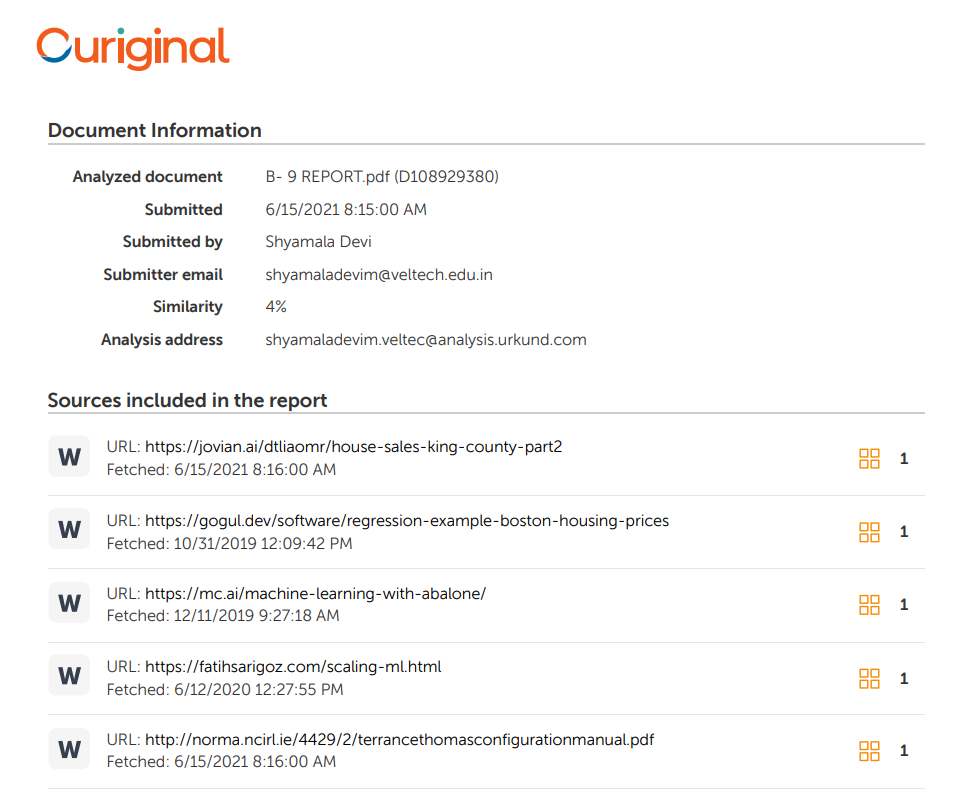 Curiginal
Document Information
Analyzed document B- 9 REPORT.pdf (D108929380)
Submitted 6/15/2021 8:15:00 AM
Submitted by Shyamala Devi
Submitter email shyamaladevim@veltech.edu.in
Similarity 4%
Analysis address shyamaladevim.veltec@analysis.urkund.com
Sources included in the report
W URL: https://jovian.ai/dtliaomr/house-sales-king-county-part2 1
Fetched: 6/15/2021 8:16:00 AM
W URL: https://gogul.dev/software/regression-example-boston-housing-prices 1
Fetched: 10/31/2019 12:09:42 PM
W URL: https://mc.ai/machine-learning-with-abalone/ 1
Fetched: 12/11/2019 9:27:18 AM
W URL: https://fatihsarigoz.com/scaling-ml.html 1
Fetched: 6/12/2020 12:27:55 PM
W URL: http://norma.ncirl.ie/4429/2/terrancethomasconfigurationmanual.pdf 1
Fetched: 6/15/2021 8:16:00 AM